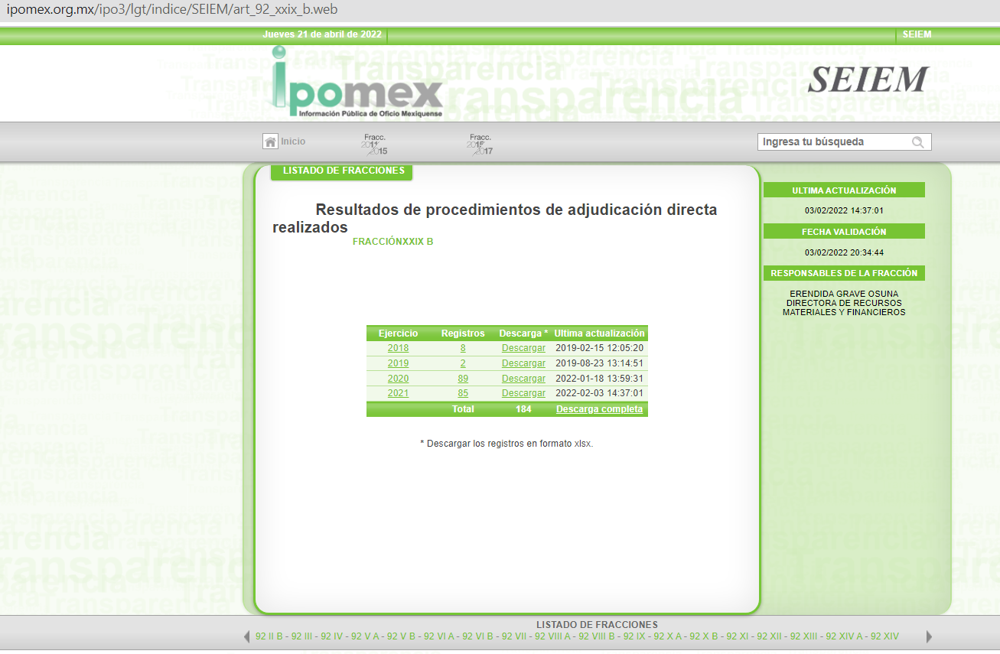 ipomex.org.mx/ipo3/lgt/indice/SEIEM/art_92_xxix_b.web
Jueves 21 de abril de 2022
SEIEM
ipomex
Información Pública de Oficio Mexiquense
SEIEM
Inicio
Fracc.
2015
Fracc.
2017
Ingresa tu búsqueda
LISTADO DE FRACCIONES
Resultados de procedimientos de adjudicación directa
realizados
FRACCIÓNXXIX B
Ejercicio Registros Descarga * Ultima actualización
2018 8 Descargar 2019-02-15 12:05:20
2019 2 Descargar 2019-08-23 13:14:51
2020 89 Descargar 2022-01-18 13:59:31
2021 85 Descargar 2022-02-03 14:37:01
Total 184 Descarga completa
* Descargar los registros en formato xlsx.
ULTIMA ACTUALIZACIÓN
03/02/2022 14:37:01
FECHA VALIDACIÓN
03/02/2022 20:34:44
RESPONSABLES DE LA FRACCIÓN
ERENDIDA GRAVE OSUNA
DIRECTORA DE RECURSOS
MATERIALES Y FINANCIEROS
LISTADO DE FRACCIONES
92 II B - 92 III - 92 IV - 92 V A - 92 V B - 92 VI A - 92 VI B - 92 VII - 92 VIII A - 92 VIII B - 92 IX - 92 X A - 92 X B - 92 XI - 92 XII - 92 XIII - 92 XIV A - 92 XIV